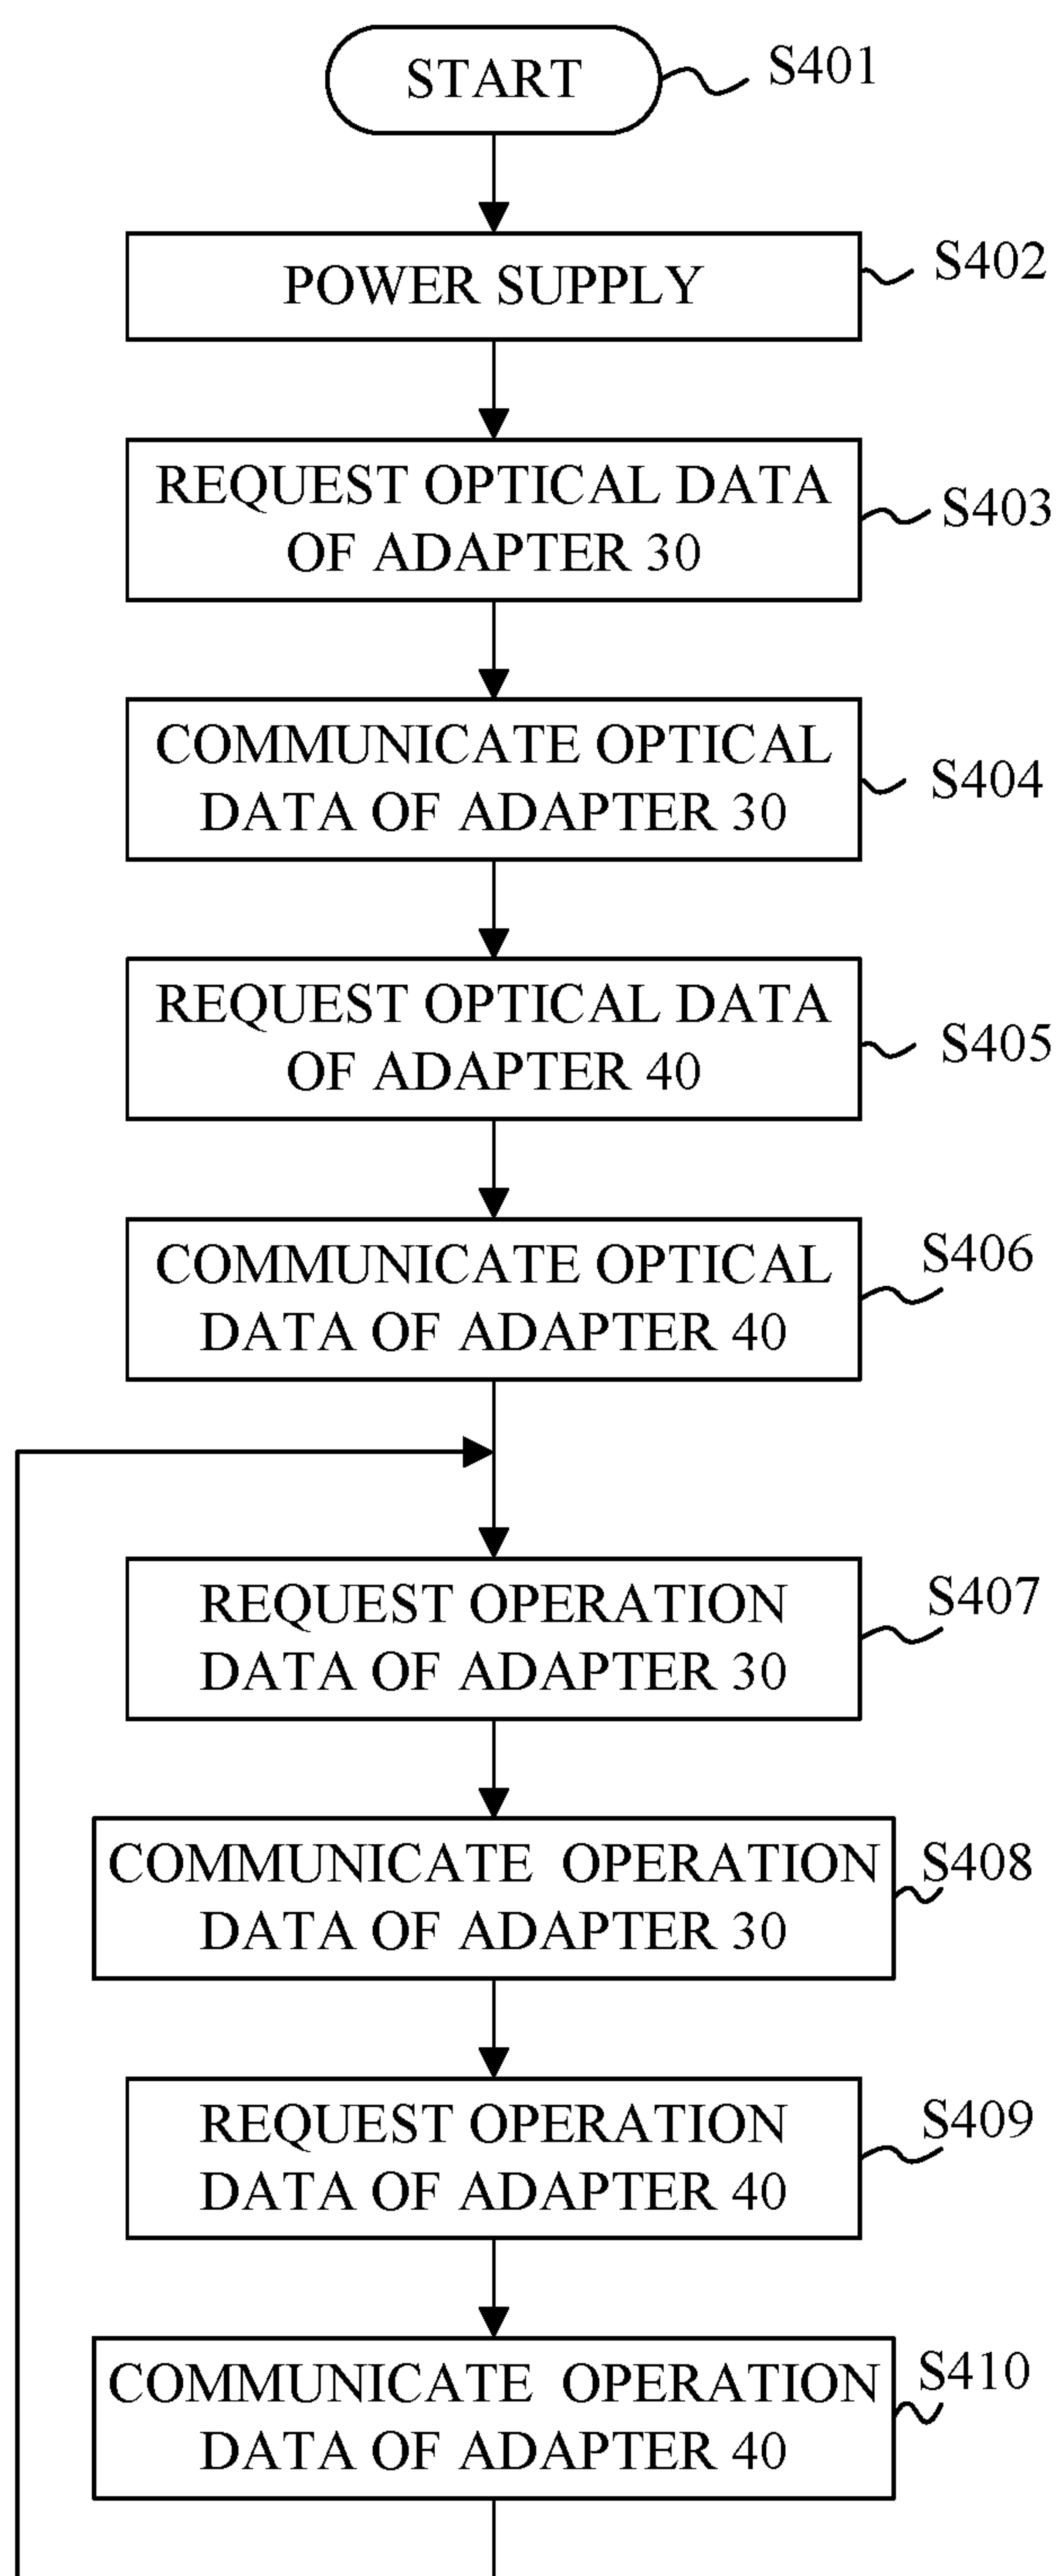 START
S401
POWER SUPPLY
S402
REQUEST OPTICAL DATA
OF ADAPTER 30
S403
COMMUNICATE OPTICAL
DATA OF ADAPTER 30
S404
REQUEST OPTICAL DATA
OF ADAPTER 40
S405
COMMUNICATE OPTICAL
DATA OF ADAPTER 40
S406
REQUEST OPERATION
DATA OF ADAPTER 30
S407
COMMUNICATE OPERATION
DATA OF ADAPTER 30
S408
REQUEST OPERATION
DATA OF ADAPTER 40
S409
COMMUNICATE OPERATION
DATA OF ADAPTER 40
S410